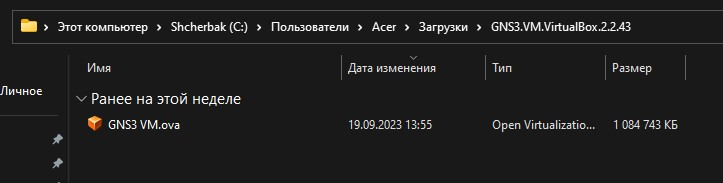 Этот компьютер > Shcherbak (C:) > Пользователи > Acer > Загрузки > GNS3.VM.VirtualBox.2.2.43
Имя Дата изменения Тип Размер
Личное
Ранее на этой неделе
GNS3 VM.ova 19.09.2023 13:55 Open Virtualizatio... 1 084 743 КБ